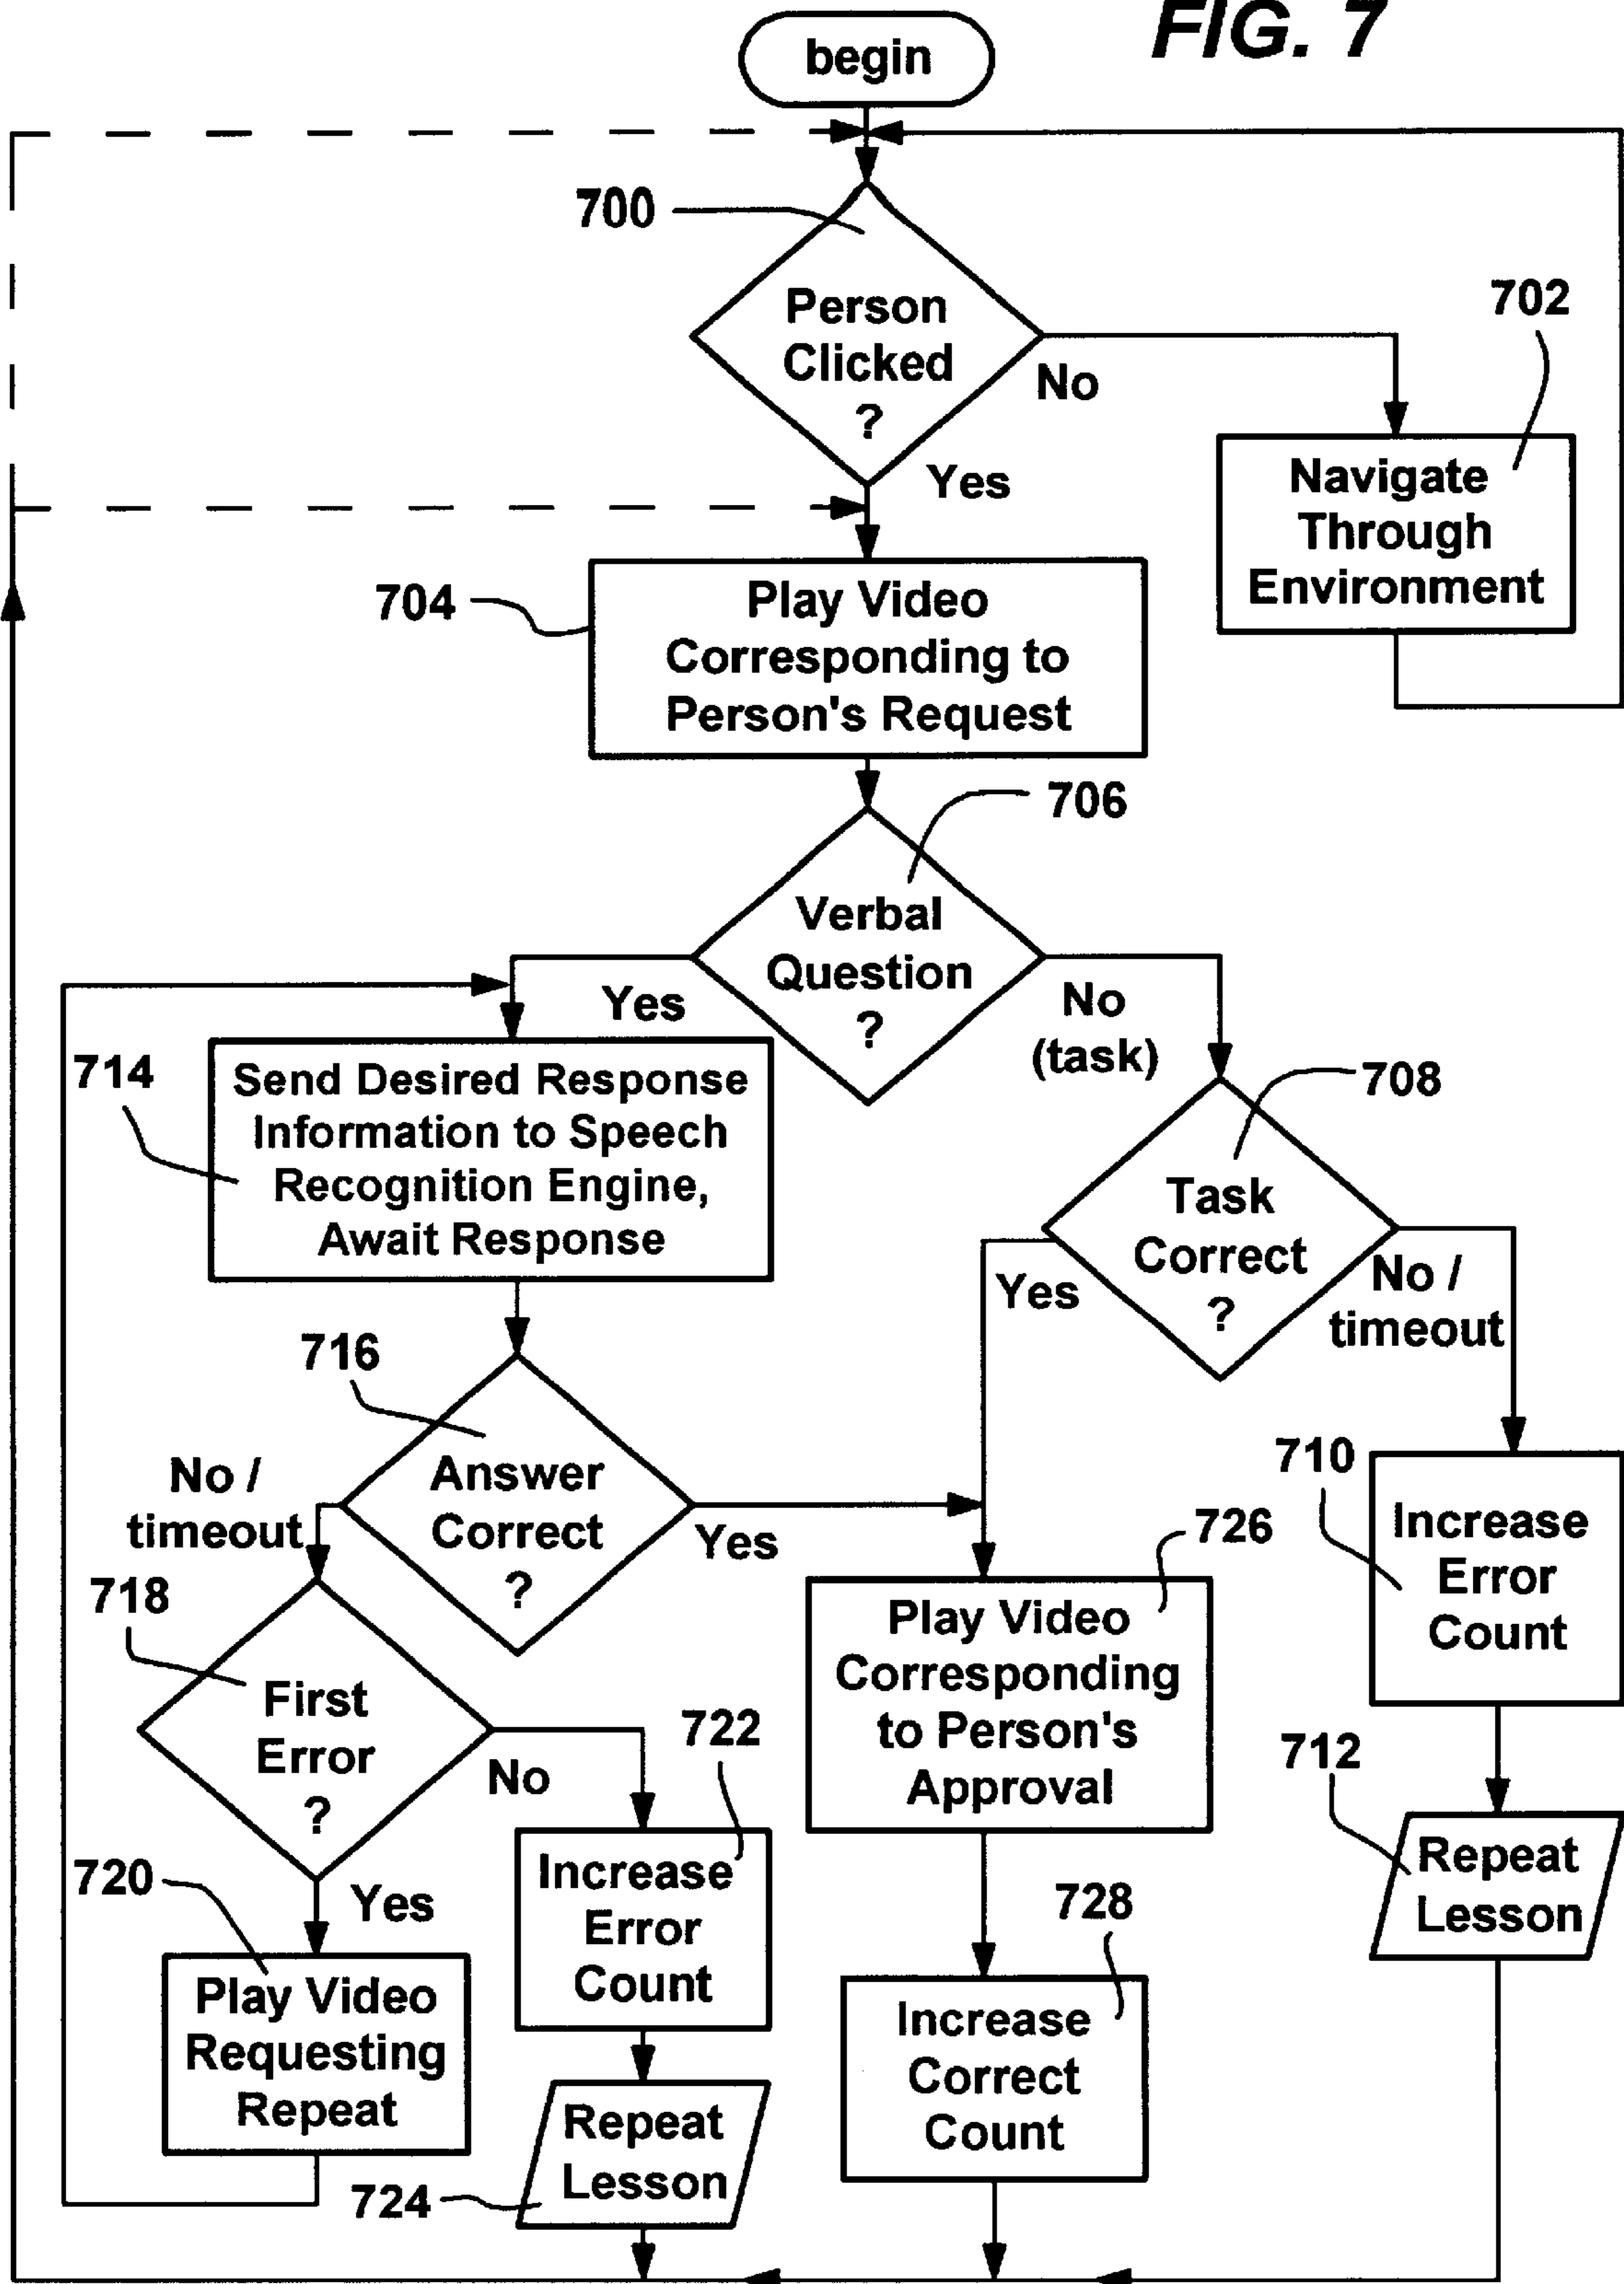 FIG. 7
begin
700
Person
Clicked
?
No
Yes
702
Navigate
Through
Environment
704
Play Video
Corresponding to
Person's Request
706
Verbal
Question
?
Yes
No
(task)
714
Send Desired Response
Information to Speech
Recognition Engine,
Await Response
708
Task
Correct
?
Yes
No /
timeout
716
Answer
Correct
?
No /
timeout
Yes
710
Increase
Error
Count
726
Play Video
Corresponding
to Person's
Approval
718
First
Error
?
No
Yes
722
Increase
Error
Count
712
Repeat
Lesson
720
Play Video
Requesting
Repeat
728
Increase
Correct
Count
724
Repeat
Lesson